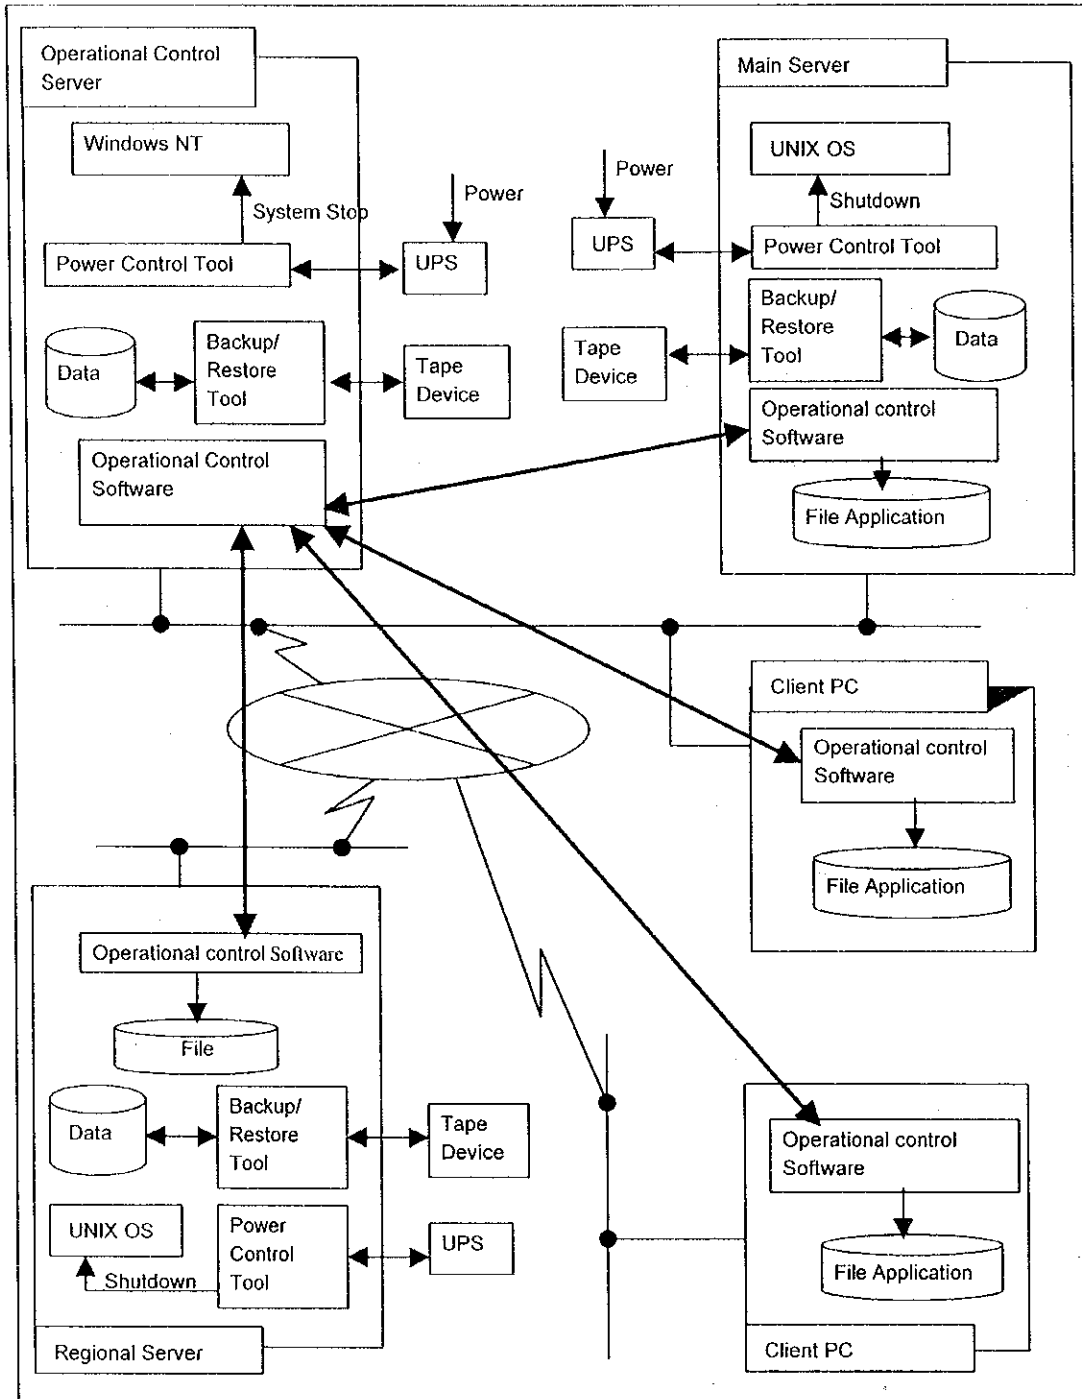 Operational Control
Server
Windows NT
System Stop
Power
Power Control Tool
UPS
Data
Backup/
Restore
Tool
Tape
Device
Operational Control
Software
Main Server
UNIX OS
Power
Shutdown
UPS
Power Control Tool
Backup/
Restore
Tool
Data
Tape
Device
Operational control
Software
File Application
Client PC
Operational control
Software
File Application
Operational control Software
File
Data
Backup/
Restore
Tool
Tape
Device
UNIX OS
Power
Control
Tool
UPS
Shutdown
Regional Server
Operational control
Software
File Application
Client PC